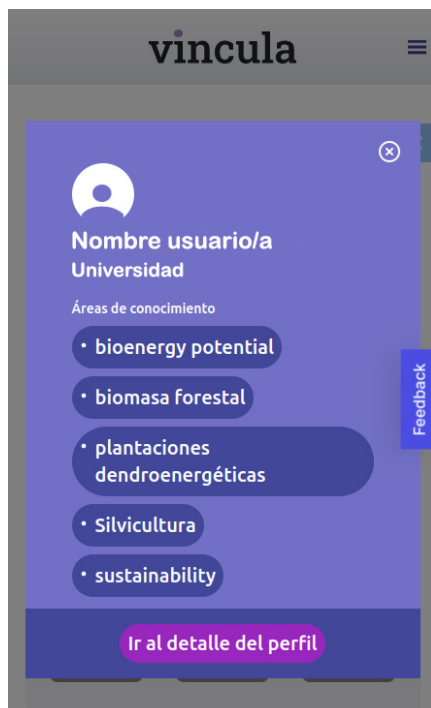 vincula
Nombre usuario/a
Universidad
Áreas de conocimiento
• bioenergy potential
• biomasa forestal
• plantaciones
dendroenergéticas
• Silvicultura
• sustainability
Feedback
Ir al detalle del perfil